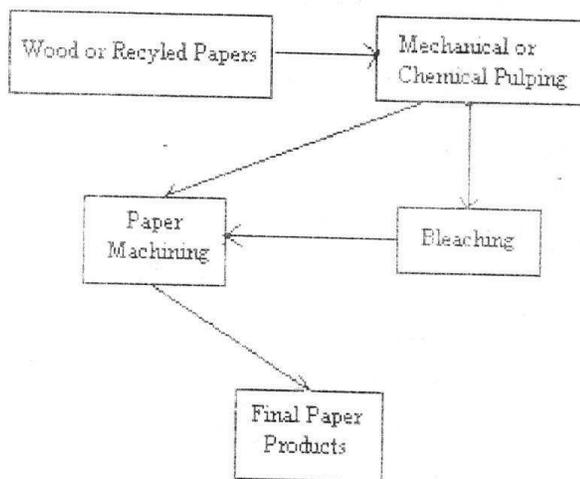 Wood or Recyled Papers
Mechanical or
Chemical Pulping
Paper
Machining
Bleaching
Final Paper
Products